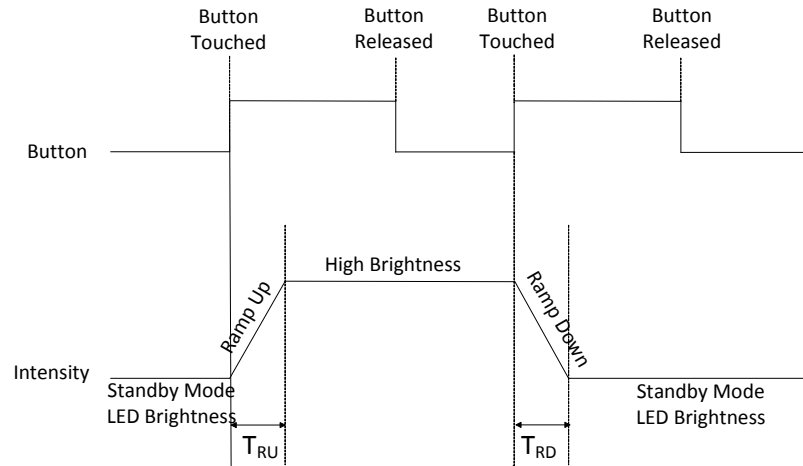 Button
Touched
Button
Released
Button
Touched
Button
Released
Button
High Brightness
Ramp Up
Ramp Down
Intensity
Standby Mode
LED Brightness
Standby Mode
LED Brightness
TRU
TRD